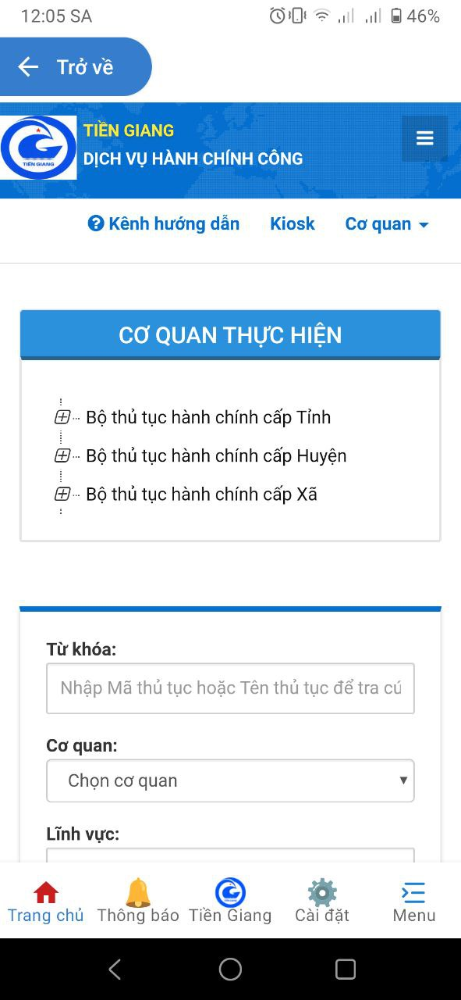 12:05 SA
46%
Trở về
TIỀN GIANG
TIỀN GIANG
DỊCH VỤ HÀNH CHÍNH CÔNG
Kênh hướng dẫn Kiosk Cơ quan
CƠ QUAN THỰC HIỆN
Bộ thủ tục hành chính cấp Tỉnh
Bộ thủ tục hành chính cấp Huyện
Bộ thủ tục hành chính cấp Xã
Từ khóa:
Nhập Mã thủ tục hoặc Tên thủ tục để tra cú
Cơ quan:
Chọn cơ quan
Lĩnh vực:
Trang chủ Thông báo Tiền Giang Cài đặt Menu